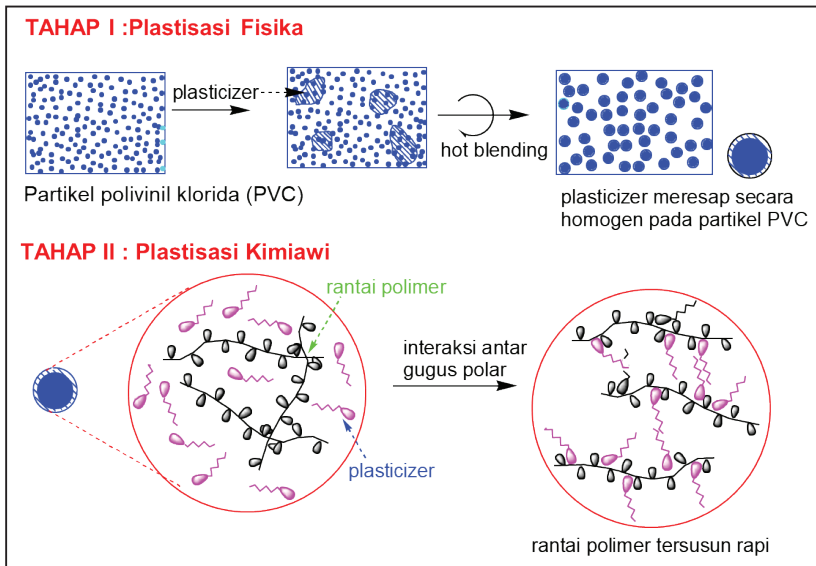 TAHAP I :Plastisasi Fisika
plasticizer
hot blending
Partikel polivinil klorida (PVC)
plasticizer meresap secara
homogen pada partikel PVC
TAHAP II : Plastisasi Kimiawi
rantai polimer
interaksi antar
gugus polar
plasticizer
rantai polimer tersusun rapi